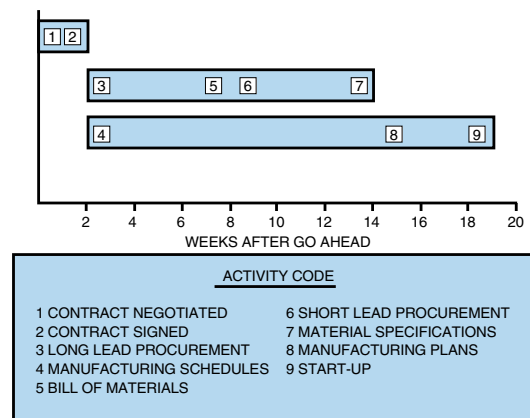 1 2
3 5 6 7
4 8 9
2 4 6 8 10 12 14 16 18 20
WEEKS AFTER GO AHEAD
ACTIVITY CODE
1 CONTRACT NEGOTIATED
2 CONTRACT SIGNED
3 LONG LEAD PROCUREMENT
4 MANUFACTURING SCHEDULES
5 BILL OF MATERIALS
6 SHORT LEAD PROCUREMENT
7 MATERIAL SPECIFICATIONS
8 MANUFACTURING PLANS
9 START-UP